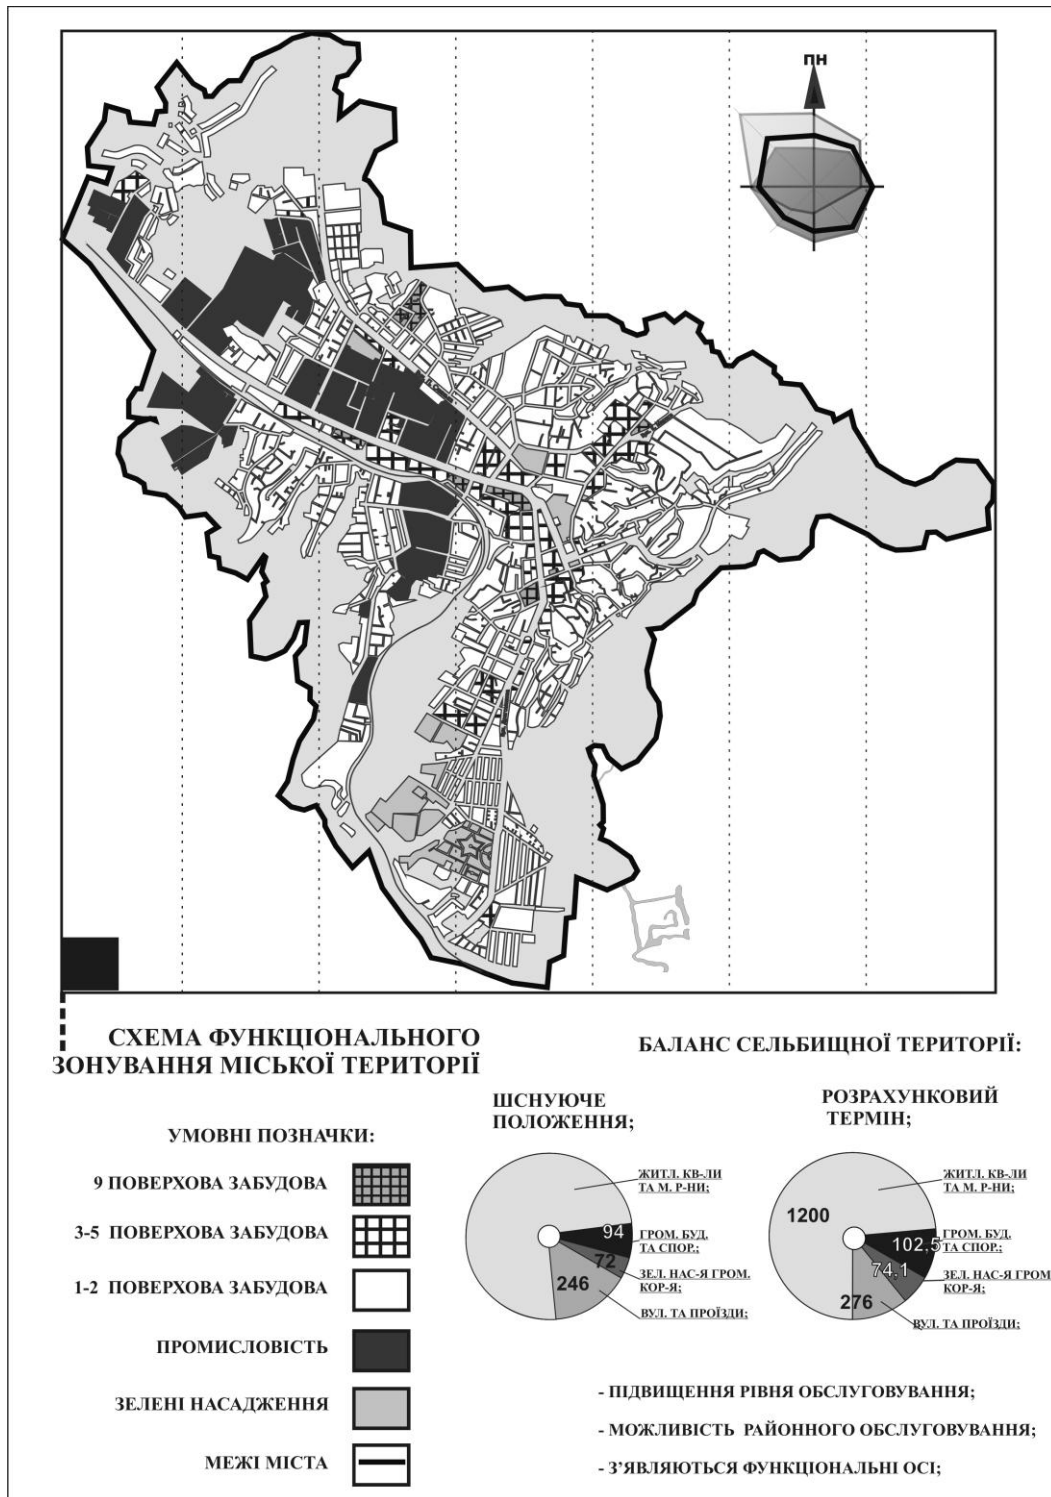 ПН
СХЕМА ФУНКЦІОНАЛЬНОГО
ЗОНУВАННЯ МІСЬКОЇ ТЕРИТОРІЇ
УМОВНІ ПОЗНАЧКИ:
9 ПОВЕРХОВА ЗАБУДОВА
3-5 ПОВЕРХОВА ЗАБУДОВА
1-2 ПОВЕРХОВА ЗАБУДОВА
ПРОМИСЛОВІСТЬ
ЗЕЛЕНІ НАСАДЖЕННЯ
МЕЖІ МІСТА
БАЛАНС СЕЛЬБИЩНОЇ ТЕРИТОРІЇ:
ШСНУЮЧЕ
ПОЛОЖЕННЯ;
ЖИТЛ. КВ-ЛИ
ТА М. Р-НИ;
94
ГРОМ. БУД.
ТА СПОР.;
72
ЗЕЛ. НАС-Я ГРОМ.
КОР-Я;
246
ВУЛ. ТА ПРОЇЗДИ;
РОЗРАХУНКОВИЙ
ТЕРМІН;
ЖИТЛ. КВ-ЛИ
ТА М. Р-НИ;
1200
102,5
ГРОМ. БУД.
ТА СПОР.;
74,1
ЗЕЛ. НАС-Я ГРОМ.
КОР-Я;
276
ВУЛ. ТА ПРОЇЗДИ;
- ПІДВИЩЕННЯ РІВНЯ ОБСЛУГОВУВАННЯ;
- МОЖЛИВІСТЬ РАЙОННОГО ОБСЛУГОВУВАННЯ;
- З'ЯВЛЯЮТЬСЯ ФУНКЦІОНАЛЬНІ ОСІ;